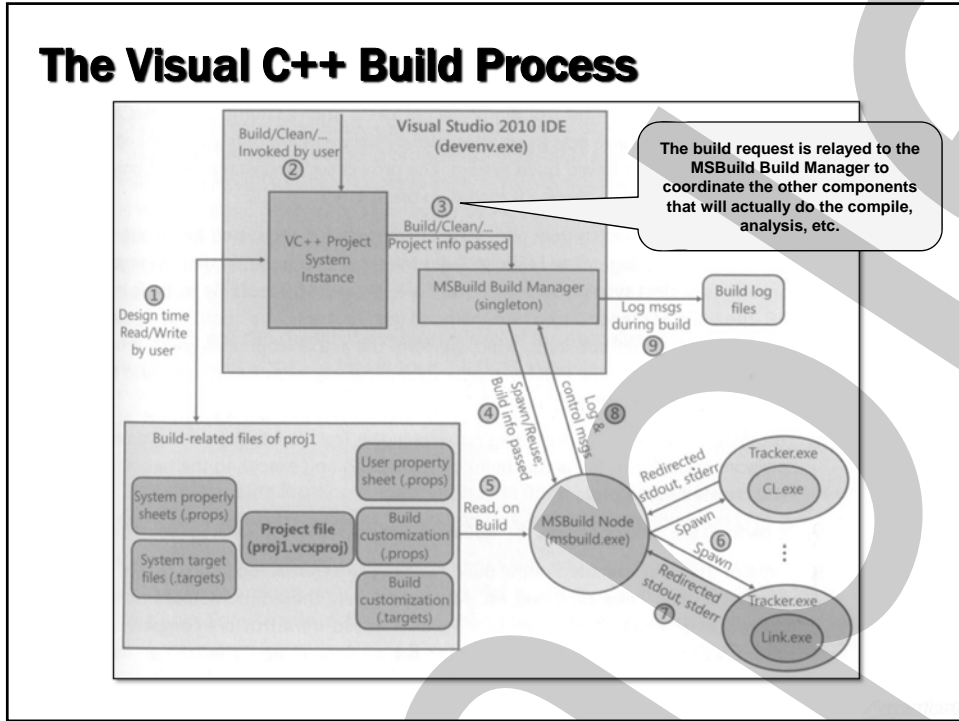 The Visual C++ Build Process
Build/Clean/...
Invoked by user
②
Visual Studio 2010 IDE
(devenv.exe)
The build request is relayed to the
MSBuild Build Manager to
coordinate the other components
that will actually do the compile,
analysis, etc.
③
Build/Clean/...
Project info passed
VC++ Project
System
Instance
MSBuild Build Manager
(singleton)
Log msgs
during build
⑨
Build log
files
①
Design time
Read/Write
by user
④
Spawn/Reuse;
Build info passed
Log &
control msgs
⑧
Build-related files of proj1
System properly
sheets (.props)
System target
files (.targets)
Project file
(proj1.vcxproj)
User property
sheet (.props)
Build
customization
(.props)
Build
customization
(.targets)
⑤
Read, on
Build
MSBuild Node
(msbuild.exe)
Redirected
stdout, stderr
Spawn
⑥
Spawn
Redirected
stdout, stderr
⑦
Tracker.exe
CL.exe
⋮
Tracker.exe
Link.exe